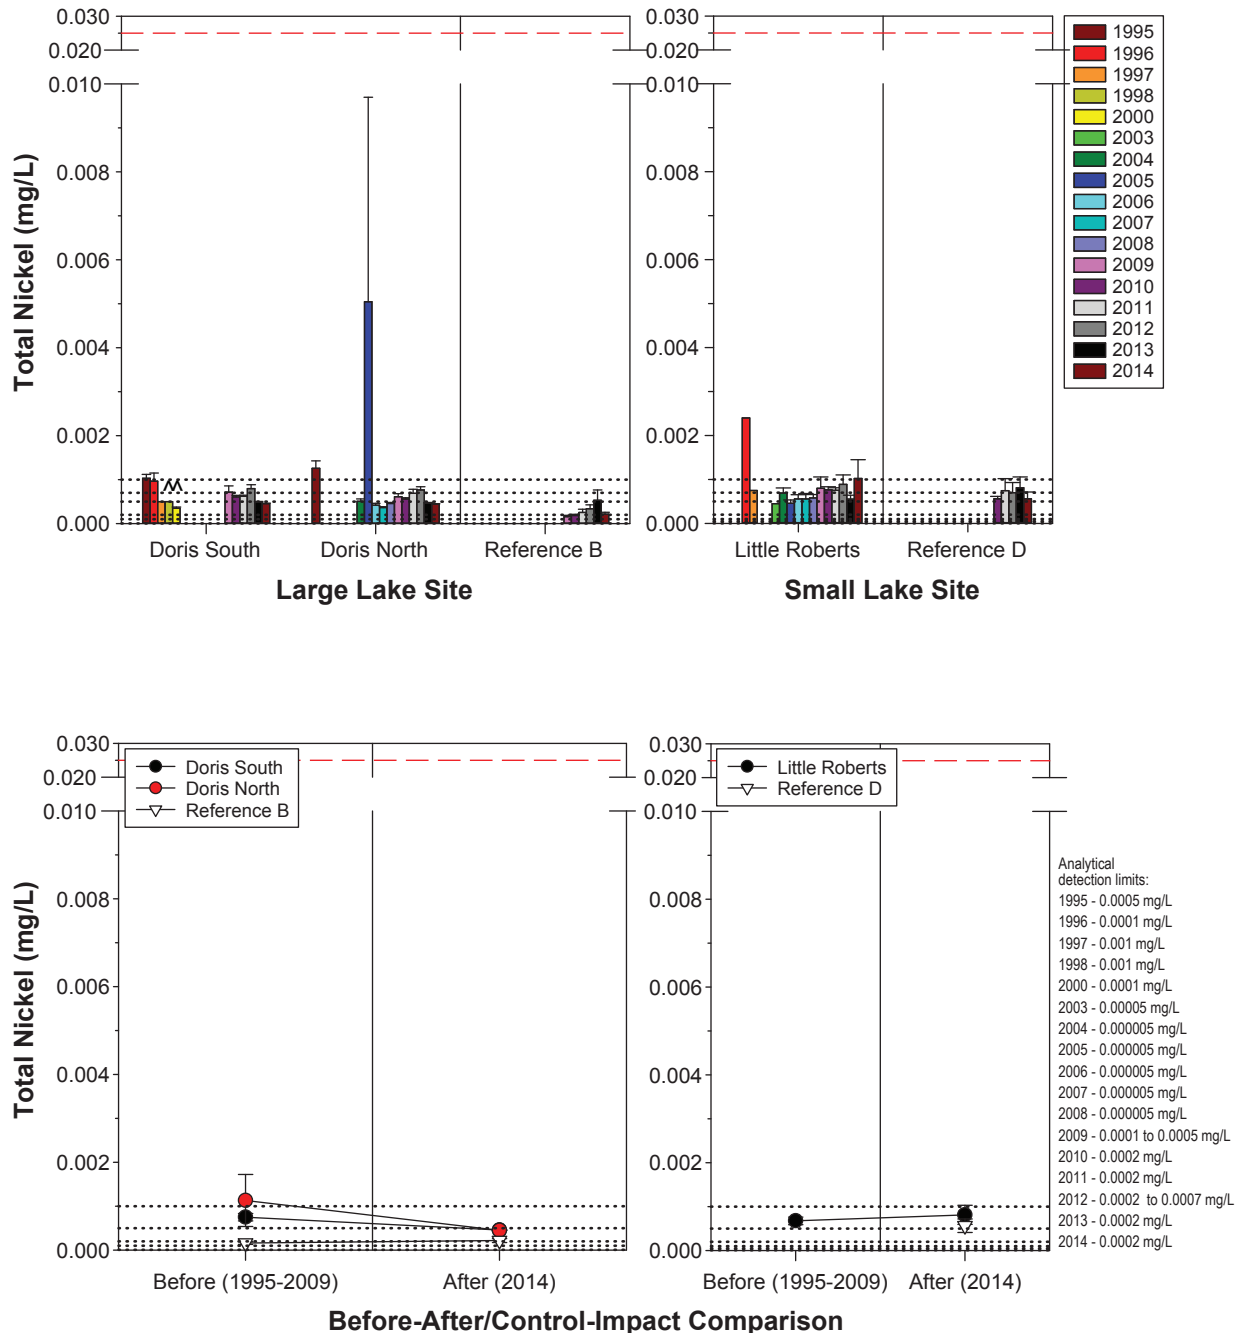 0.030
0.020
0.010
0.008
0.006
0.004
0.002
0.000
Total Nickel (mg/L)
Doris South
Doris North
Reference B
Large Lake Site
0.030
0.020
0.010
0.008
0.006
0.004
0.002
0.000
Little Roberts
Reference D
Small Lake Site
1995
1996
1997
1998
2000
2003
2004
2005
2006
2007
2008
2009
2010
2011
2012
2013
2014
0.030
0.020
0.010
0.008
0.006
0.004
0.002
0.000
Total Nickel (mg/L)
Doris South
Doris North
Reference B
Before (1995-2009)
After (2014)
0.030
0.020
0.010
0.008
0.006
0.004
0.002
0.000
Little Roberts
Reference D
Before (1995-2009)
After (2014)
Before-After/Control-Impact Comparison
Analytical
detection limits:
1995 - 0.0005 mg/L
1996 - 0.0001 mg/L
1997 - 0.001 mg/L
1998 - 0.001 mg/L
2000 - 0.0001 mg/L
2003 - 0.00005 mg/L
2004 - 0.000005 mg/L
2005 - 0.000005 mg/L
2006 - 0.000005 mg/L
2007 - 0.000005 mg/L
2008 - 0.000005 mg/L
2009 - 0.0001 to 0.0005 mg/L
2010 - 0.0002 mg/L
2011 - 0.0002 mg/L
2012 - 0.0002 to 0.0007 mg/L
2013 - 0.0002 mg/L
2014 - 0.0002 mg/L